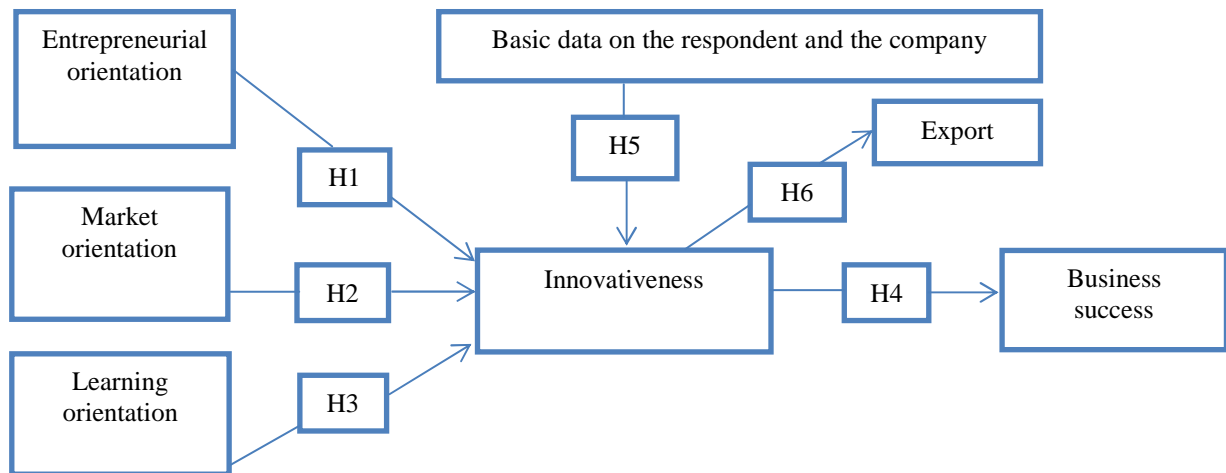 Entrepreneurial
orientation
Basic data on the respondent and the company
Export
H5
H1
H6
Market
orientation
Innovativeness
H2
H4
Business
success
Learning
orientation
H3